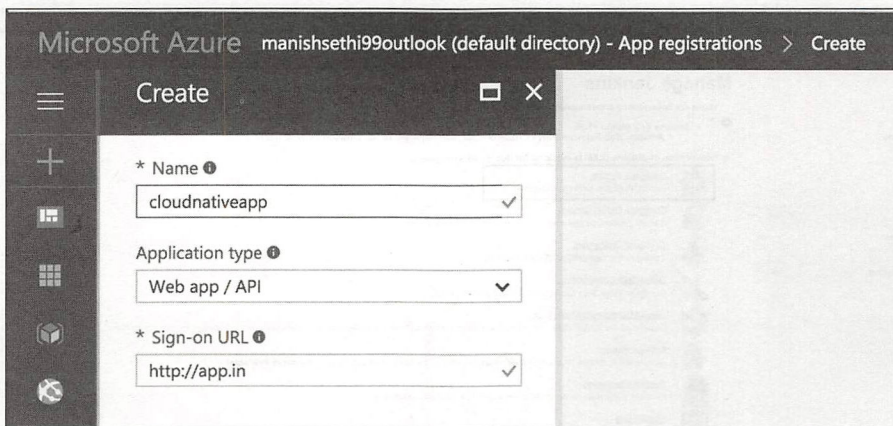 Microsoft Azure manishsethi99outlook (default directory) - App registrations > Create
Create
* Name
cloudnativeapp
Application type
Web app / API
* Sign-on URL
http://app.in